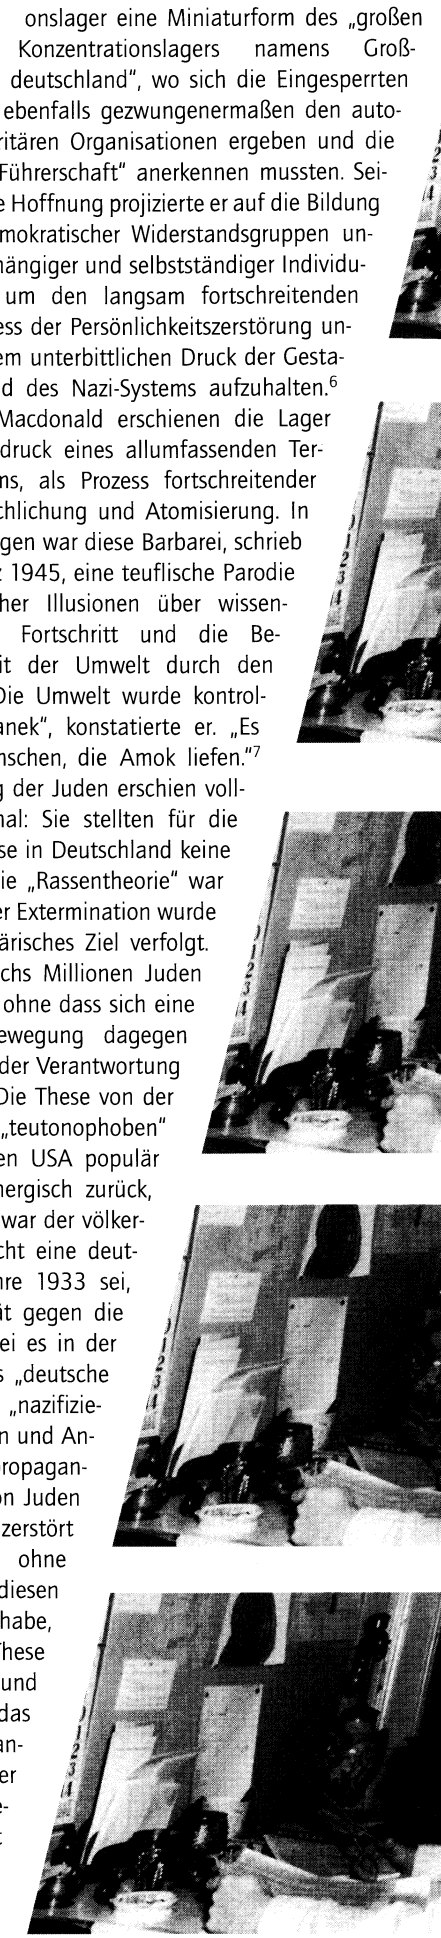 onslager eine Miniaturform des „großen
Konzentrationslagers namens Groß-
deutschland“, wo sich die Eingesperrten
ebenfalls gezwungenermaßen den auto-
ritären Organisationen ergeben und die
Führerschaft“ anerkennen mussten. Sei-
e Hoffnung projizierte er auf die Bildung
mokratischer Widerstandsgruppen un-
hängiger und selbstständiger Individu-
um den langsam fortschreitenden
ess der Persönlichkeitszerstörung un-
em unterbittlichen Druck der Gesta-
d des Nazi-Systems aufzuhalten.⁶
Macdonald erschienen die Lager
druck eines allumfassenden Ter-
ms, als Prozess fortschreitender
chlichung und Atomisierung. In
gen war diese Barbarei, schrieb
z 1945, eine teuflische Parodie
cher Illusionen über wissen-
Fortschritt und die Be-
it der Umwelt durch den
Die Umwelt wurde kontrol-
anek“, konstatierte er. „Es
nschen, die Amok liefen.“⁷
g der Juden erschien voll-
nal: Sie stellten für die
se in Deutschland keine
ie „Rassentheorie“ war
er Extermination wurde
ärisches Ziel verfolgt.
chs Millionen Juden
ohne dass sich eine
ewegung dagegen
der Verantwortung
Die These von der
„teutonophoben“
en USA populär
nergisch zurück,
war der völker-
cht eine deut-
hre 1933 sei,
ät gegen die
ei es in der
s „deutsche
„nazifizie-
n und An-
propagan-
on Juden
zerstört
ohne
diesen
habe,
These
und
das
an-
er
e-
t